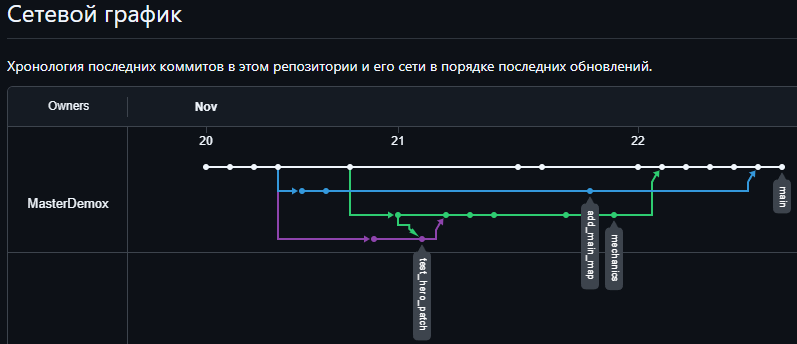 Сетевой график
Хронология последних коммитов в этом репозитории и его сети в порядке последних обновлений.
Owners
Nov
20
21
22
MasterDemox
main
add_main_map
mechanics
test_hero_patch